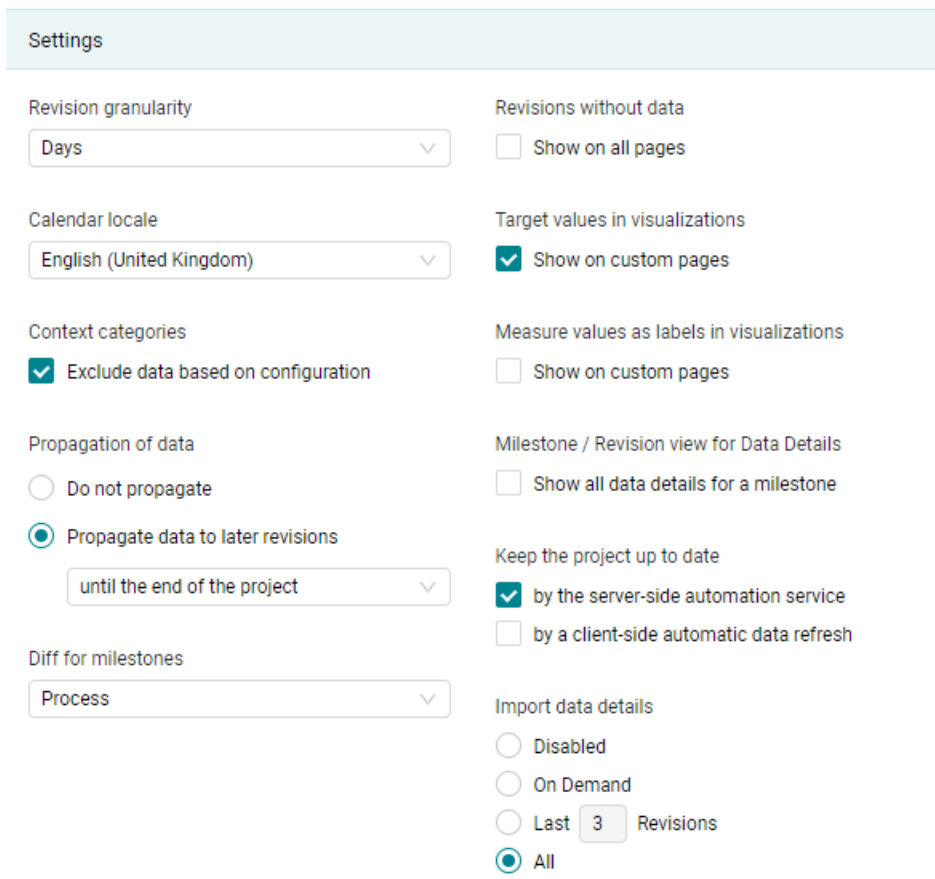 Settings
Revision granularity
Days
Calendar locale
English (United Kingdom)
Context categories
Exclude data based on configuration
Propagation of data
Do not propagate
Propagate data to later revisions
until the end of the project
Diff for milestones
Process
Revisions without data
Show on all pages
Target values in visualizations
Show on custom pages
Measure values as labels in visualizations
Show on custom pages
Milestone / Revision view for Data Details
Show all data details for a milestone
Keep the project up to date
by the server-side automation service
by a client-side automatic data refresh
Import data details
Disabled
On Demand
Last 3 Revisions
All